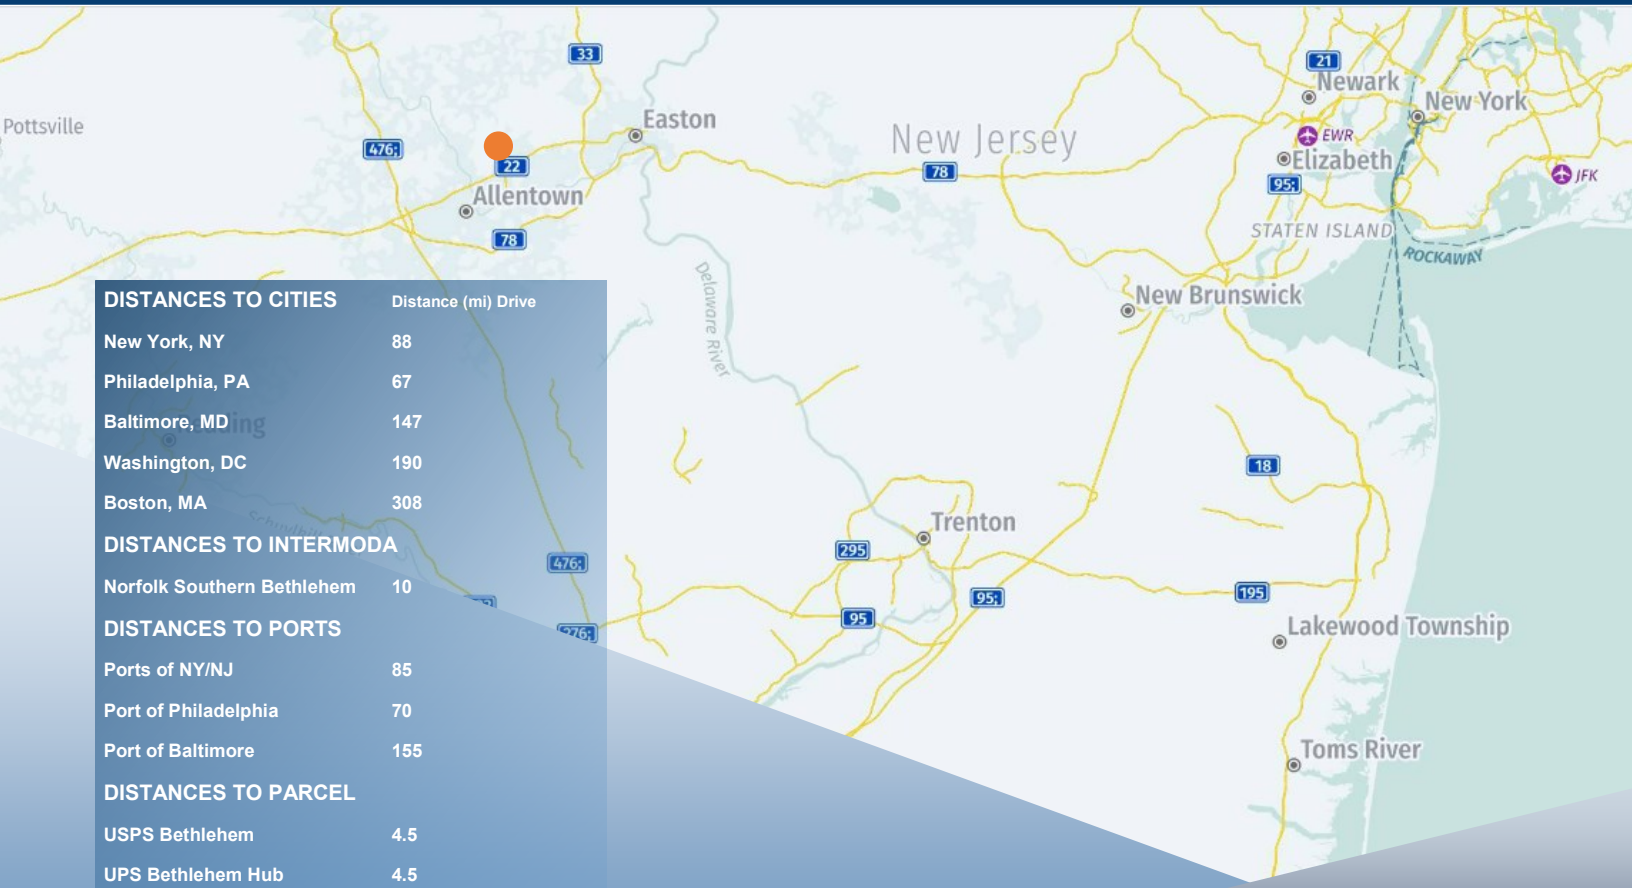 33
21
Newark
New York
Pottsville
Easton
New Jersey
EWR
476;
22
78
Elizabeth
JFK
95;
Allentown
STATEN ISLAND
78
ROCKAWAY
Delaware River
New Brunswick
DISTANCES TO CITIES Distance (mi) Drive
New York, NY 88
Philadelphia, PA 67
Baltimore, MD 147
Reading
Washington, DC 190
Boston, MA 308
DISTANCES TO INTERMODA
Norfolk Southern Bethlehem 10
DISTANCES TO PORTS
Ports of NY/NJ 85
Port of Philadelphia 70
Port of Baltimore 155
DISTANCES TO PARCEL
USPS Bethlehem 4.5
UPS Bethlehem Hub 4.5
18
Trenton
295
476;
95;
195
95
276;
Lakewood Township
Toms River